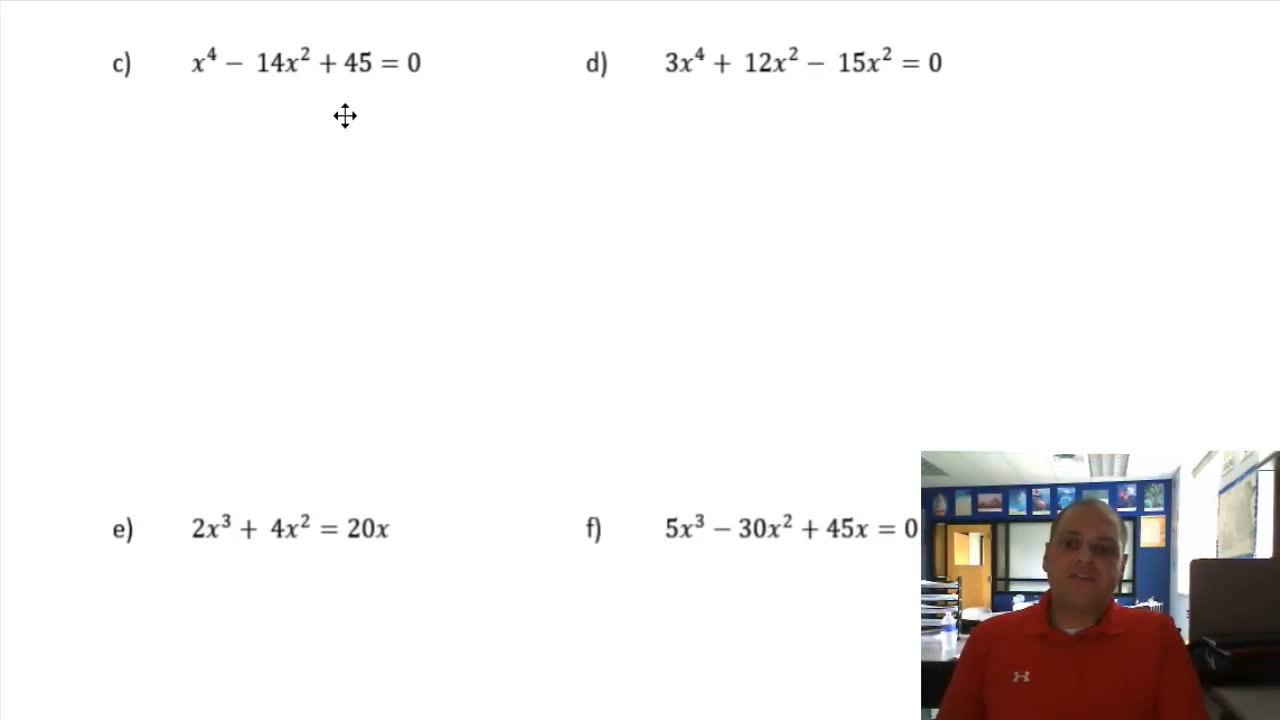 c) x⁴ − 14x² + 45 = 0
d) 3x⁴ + 12x² − 15x² = 0
e) 2x³ + 4x² = 20x
f) 5x³ − 30x² + 45x = 0